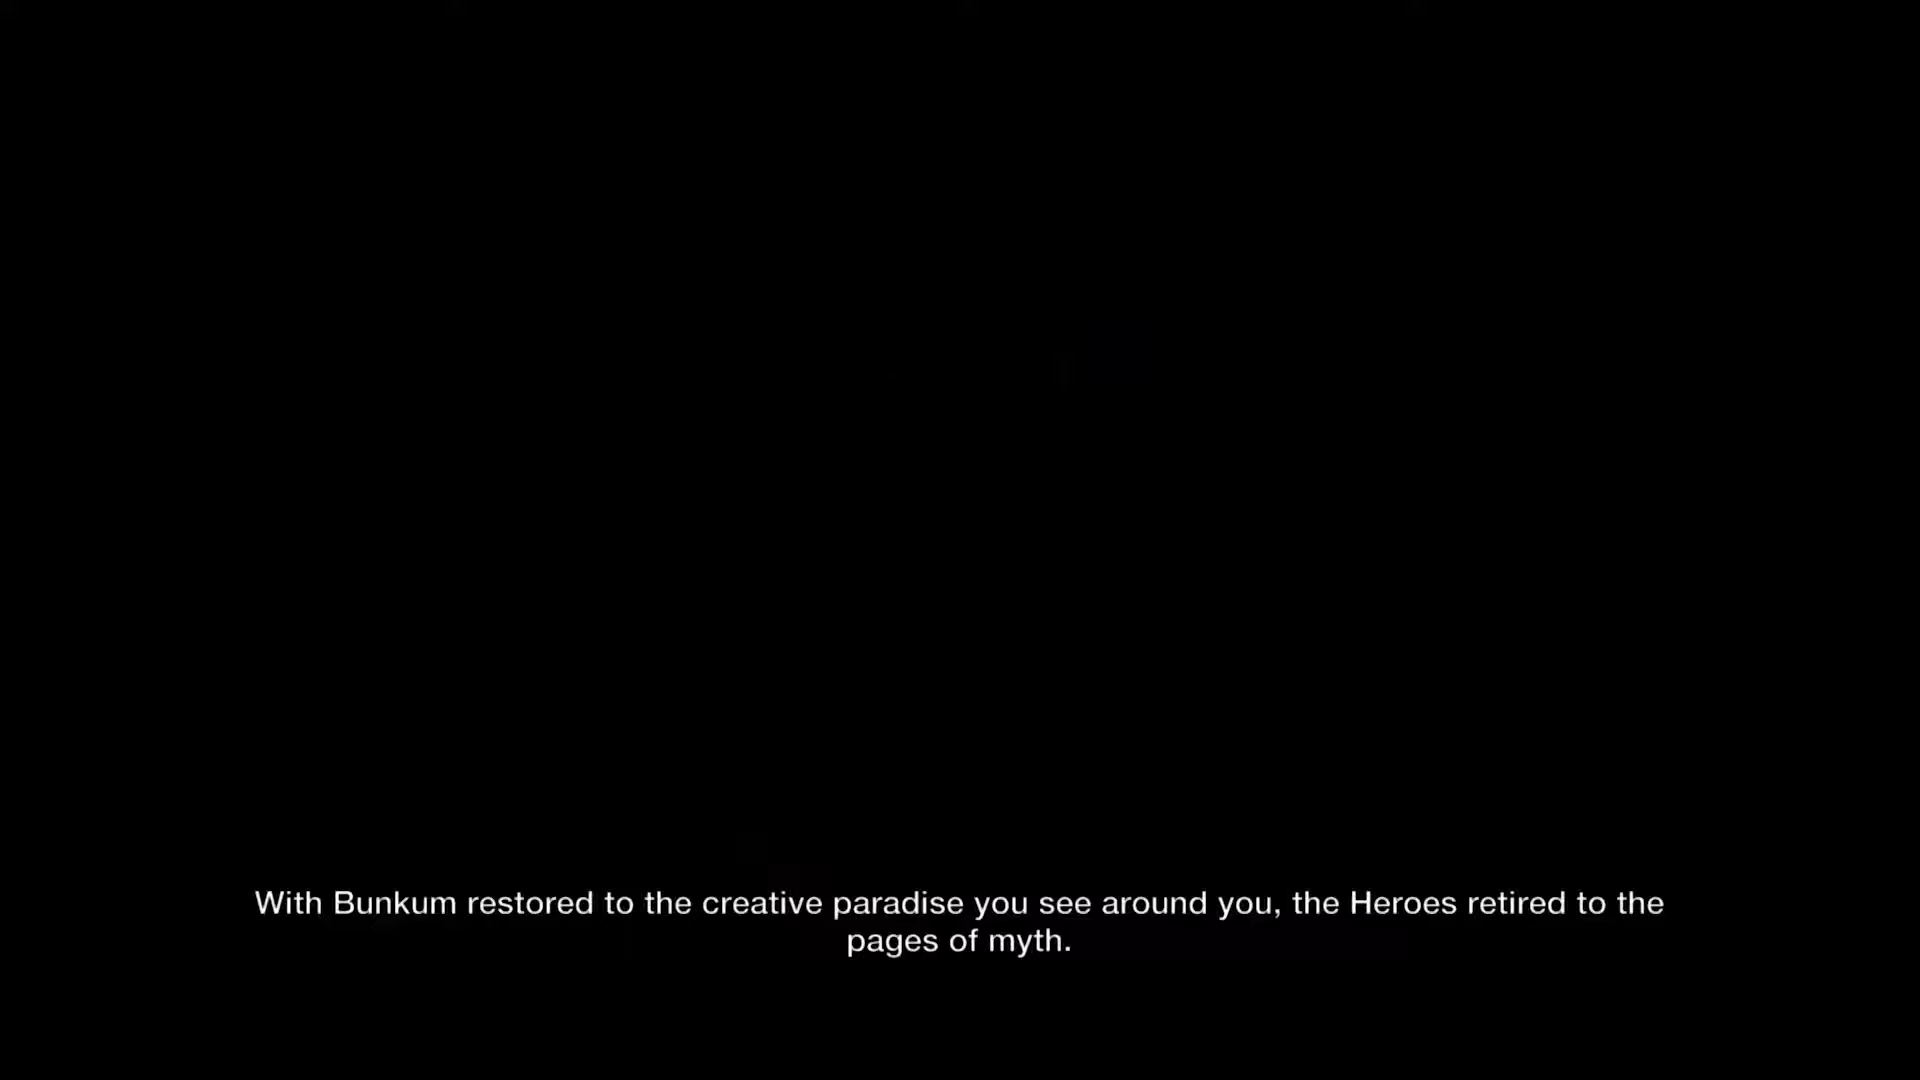 With Bunkum restored to the creative paradise you see around you, the Heroes retired to the
pages of myth.